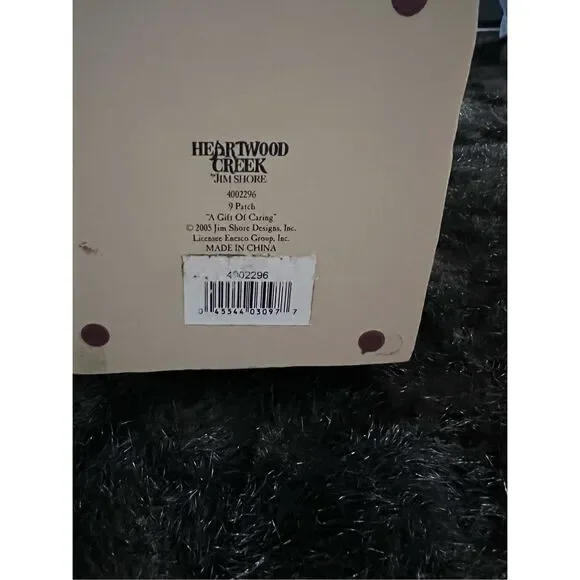 HEARTWOOD
CREEK
by JIM SHORE
4002296
9 Patch
"A Gift Of Caring"
© 2005 Jim Shore Designs, Inc.
Licensee Enesco Group, Inc.
MADE IN CHINA
4002296
0 45544 03097 7